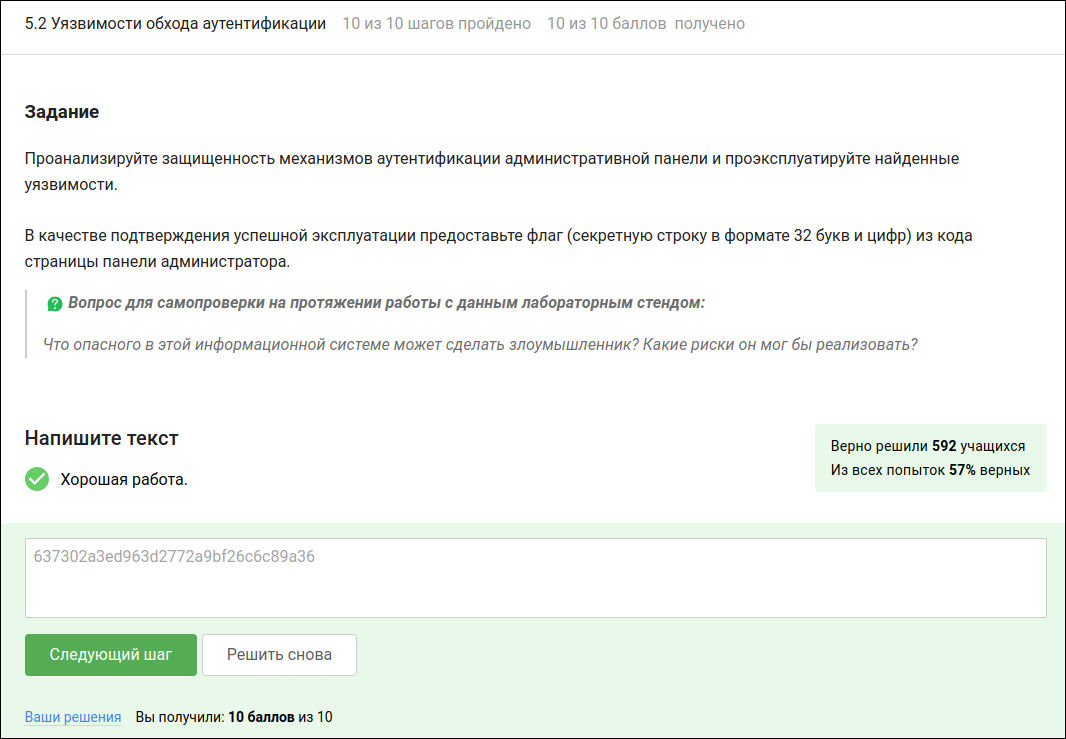 5.2 Уязвимости обхода аутентификации 10 из 10 шагов пройдено 10 из 10 баллов получено
Задание
Проанализируйте защищенность механизмов аутентификации административной панели и проэксплуатируйте найденные
уязвимости.
В качестве подтверждения успешной эксплуатации предоставьте флаг (секретную строку в формате 32 букв и цифр) из кода
страницы панели администратора.
Вопрос для самопроверки на протяжении работы с данным лабораторным стендом:
Что опасного в этой информационной системе может сделать злоумышленник? Какие риски он мог бы реализовать?
Напишите текст
Хорошая работа.
Верно решили 592 учащихся
Из всех попыток 57% верных
637302a3ed963d2772a9bf26c6c89a36
Следующий шаг Решить снова
Ваши решения Вы получили: 10 баллов из 10